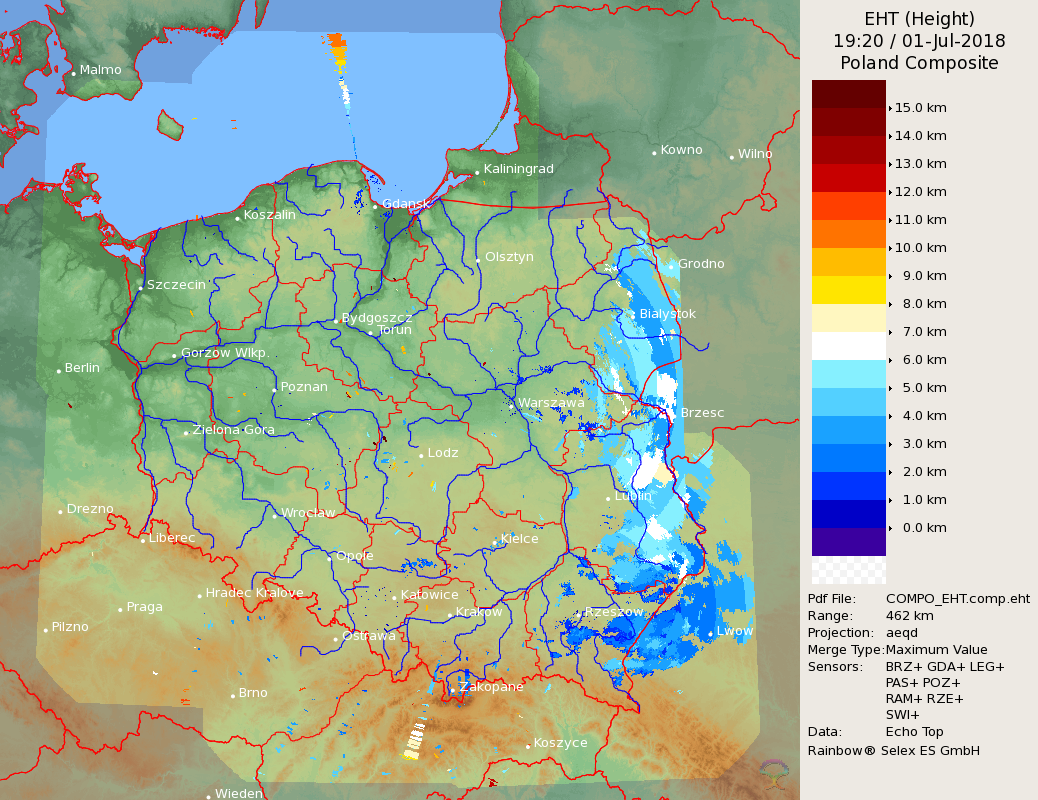 EHT (Height)
19:20 / 01-Jul-2018
Poland Composite
15.0 km
14.0 km
13.0 km
12.0 km
11.0 km
10.0 km
9.0 km
8.0 km
7.0 km
6.0 km
5.0 km
4.0 km
3.0 km
2.0 km
1.0 km
0.0 km
Pdf File: COMPO_EHT.comp.eht
Range: 462 km
Projection: aeqd
Merge Type:Maximum Value
Sensors: BRZ+ GDA+ LEG+
PAS+ POZ+
RAM+ RZE+
SWI+
Data: Echo Top
Rainbow® Selex ES GmbH
Malmo
Kowno
Wilno
Kaliningrad
Gdansk
Koszalin
Olsztyn
Grodno
Szczecin
Bydgoszcz
Bialystok
Torun
Gorzow Wlkp.
Berlin
Poznan
Warszawa
Brzesc
Zielona Gora
Lodz
Lublin
Drezno
Wroclaw
Liberec
Kielce
Opole
Hradec Kralove
Katowice
Praga
Krakow
Rzeszow
Pilzno
Ostrawa
Lwow
Zakopane
Brno
Koszyce
Wieden